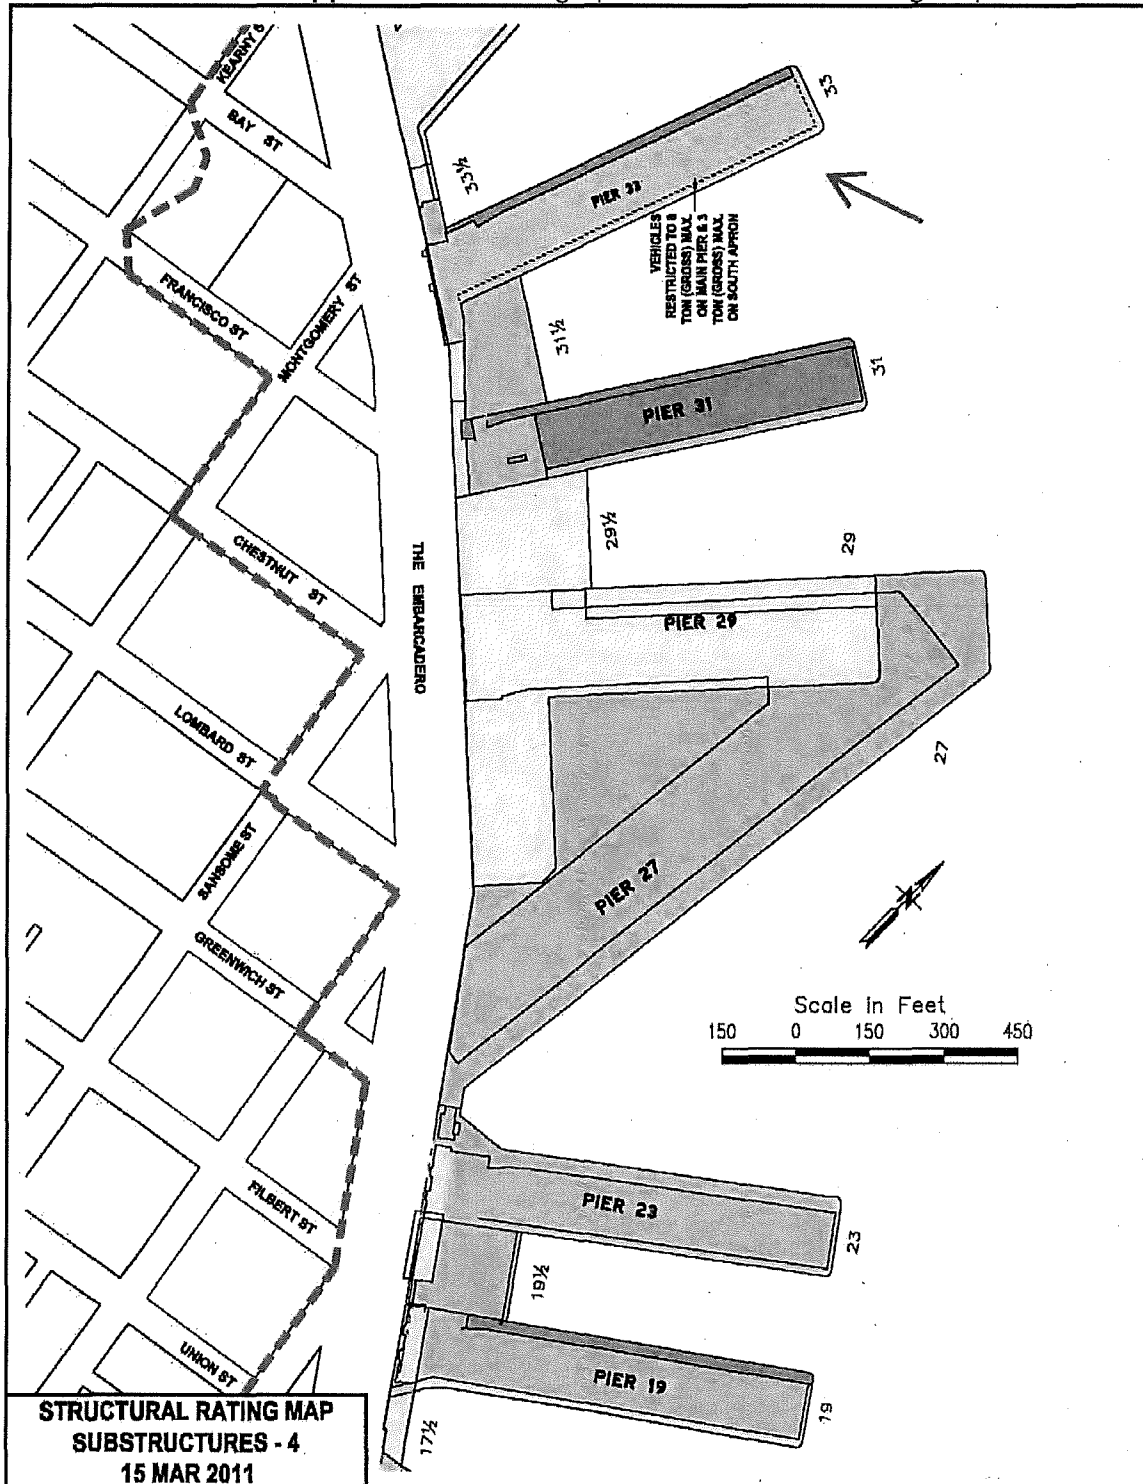 KEARNY S
BAY ST
33
33½
PIER 33
VEHICLES
RESTRICTED TO 8
TON (GROSS) MAX.
ON MAIN PIER & 3
TON (GROSS) MAX.
ON SOUTH APRON
FRANCISCO ST
MONTGOMERY ST
31½
31
PIER 31
29½
29
CHESTNUT ST
THE EMBARCADERO
PIER 29
LOMBARD ST
27
SANSOME ST
PIER 27
GREENWICH ST
N
Scale in Feet
150 0 150 300 450
FILBERT ST
PIER 23
23
19½
UNION ST
PIER 19
19
17½
STRUCTURAL RATING MAP
SUBSTRUCTURES - 4
15 MAR 2011